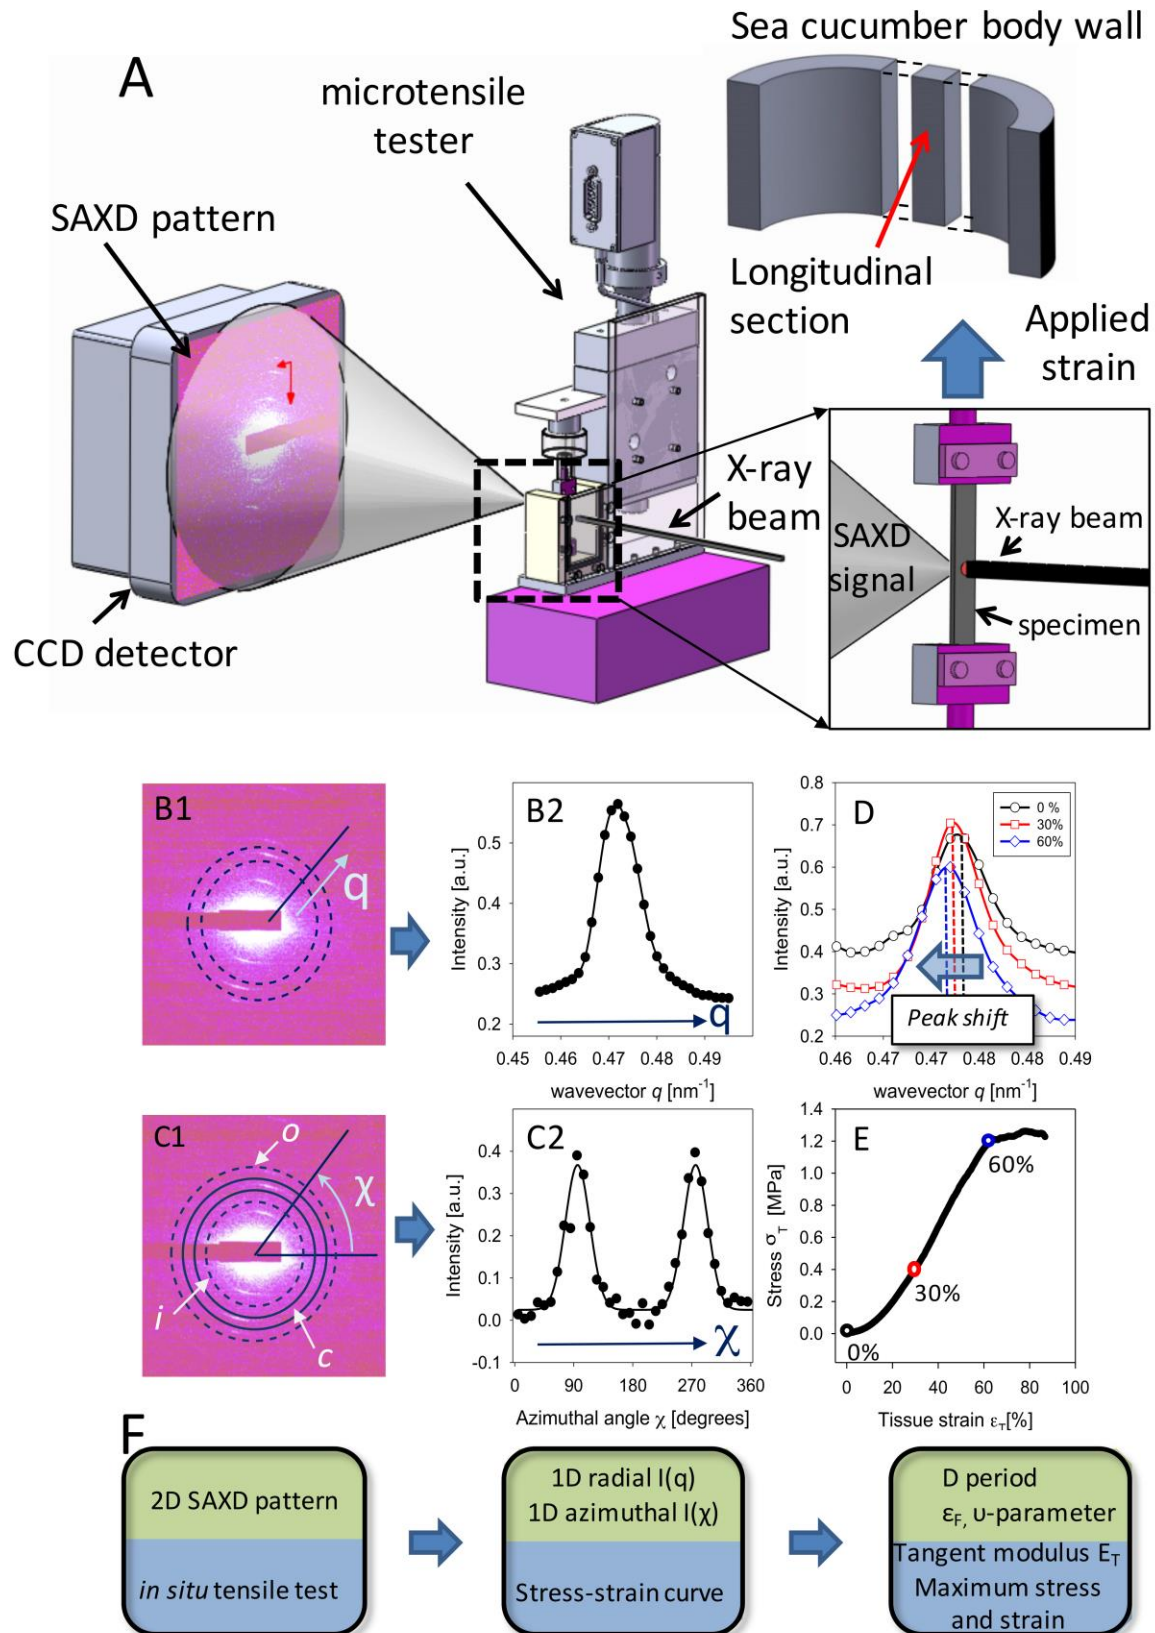 A
Sea cucumber body wall
microtensile
tester
SAXD pattern
Longitudinal
section
Applied
strain
X-ray
beam
SAXD
signal
X-ray beam
specimen
CCD detector
B1
q
B2
Intensity [a.u.]
0.5
0.4
0.3
0.2
q
0.45 0.46 0.47 0.48 0.49
wavevector q [nm⁻¹]
D
0 %
30%
60%
Intensity [a.u.]
0.8
0.7
0.6
0.5
0.4
0.3
0.2
Peak shift
0.46 0.47 0.47 0.48 0.48 0.49
wavevector q [nm⁻¹]
C1
o
χ
i
c
C2
Intensity [a.u.]
0.4
0.3
0.2
0.1
0.0
-0.1
χ
0 90 180 270 360
Azimuthal angle χ [degrees]
E
Stress σT [MPa]
1.4
1.2
1.0
0.8
0.6
0.4
0.2
0.0
60%
30%
0%
0 20 40 60 80 100
Tissue strain εT[%]
F
2D SAXD pattern
in situ tensile test
1D radial I(q)
1D azimuthal I(χ)
Stress-strain curve
D period
εF, υ-parameter
Tangent modulus ET
Maximum stress
and strain